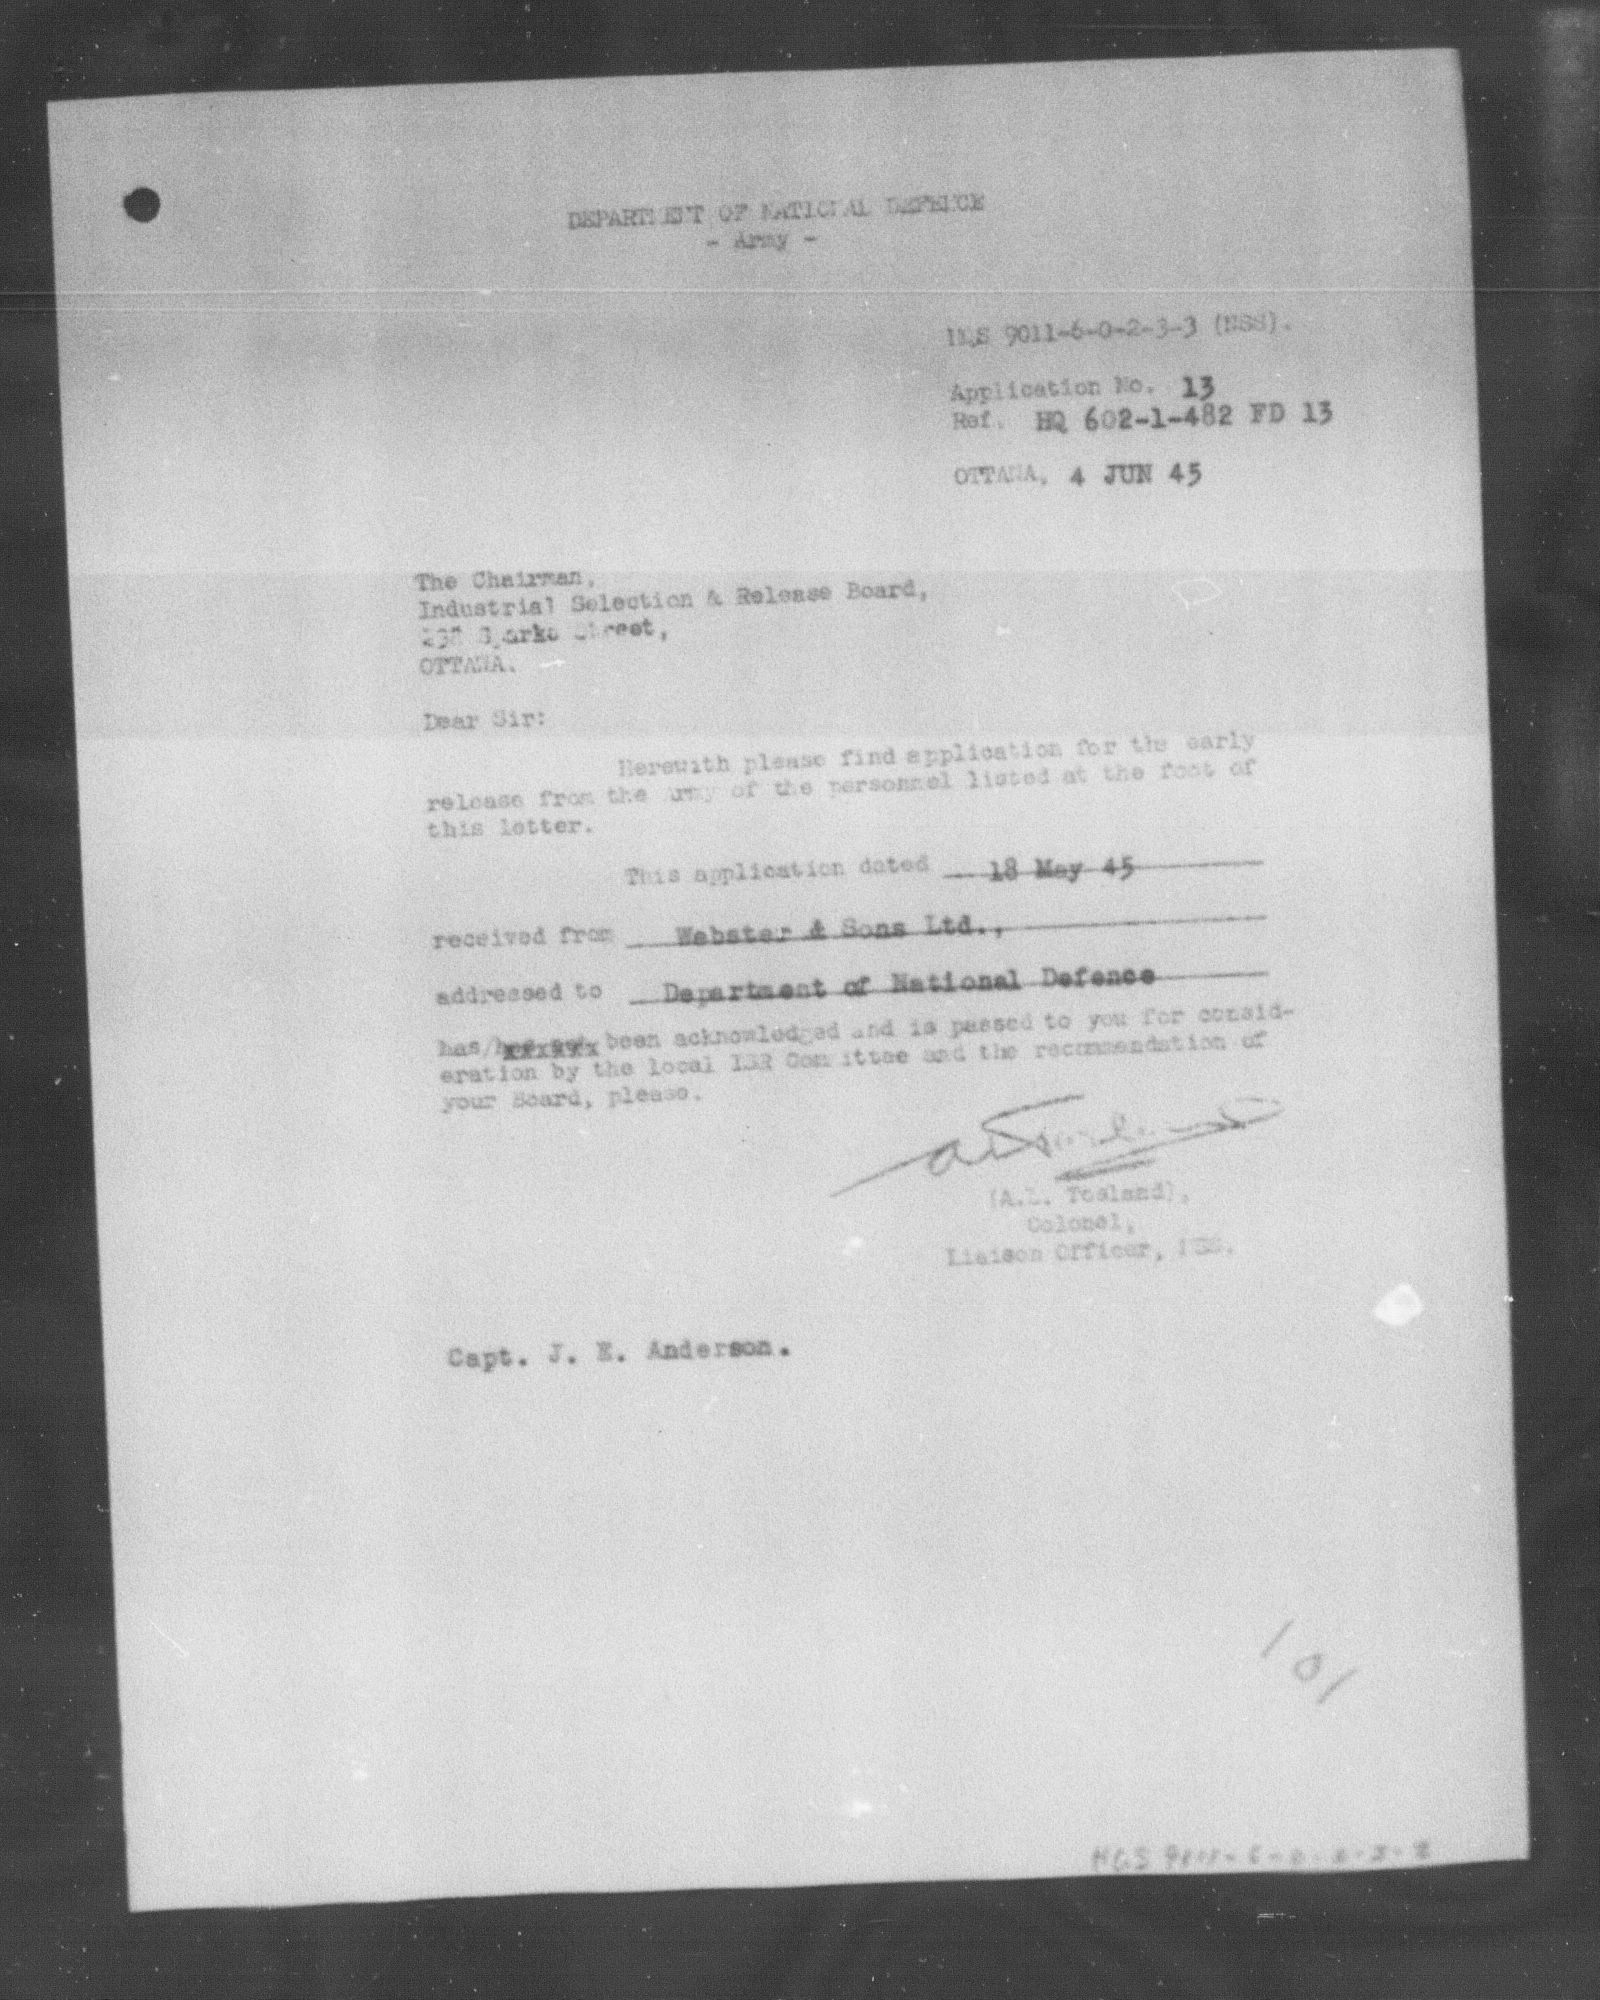 DEPARTMENT OF NATIONAL DEFENCE
- Army -
HQS 9011-6-0-2-3-3 (NSS).
Application No. 13
Ref. HQ 602-1-482 FD 13
OTTAWA, 4 JUN 45
The Chairman,
Industrial Selection & Release Board,
Sparks Street,
OTTAWA.
Dear Sir:
Herewith please find application for the early
release from the Army of the personnel listed at the foot of
this letter.
This application dated 18 May 45
received from Webster & Sons Ltd.,
addressed to Department of National Defence
has/has not been acknowledged and is passed to you for consid-
eration by the local ISR Committee and the recommendation of
your Board, please.
(A.L. Tosland),
Colonel,
Liaison Officer, NSS.
Capt. J. E. Anderson.
101
HQS